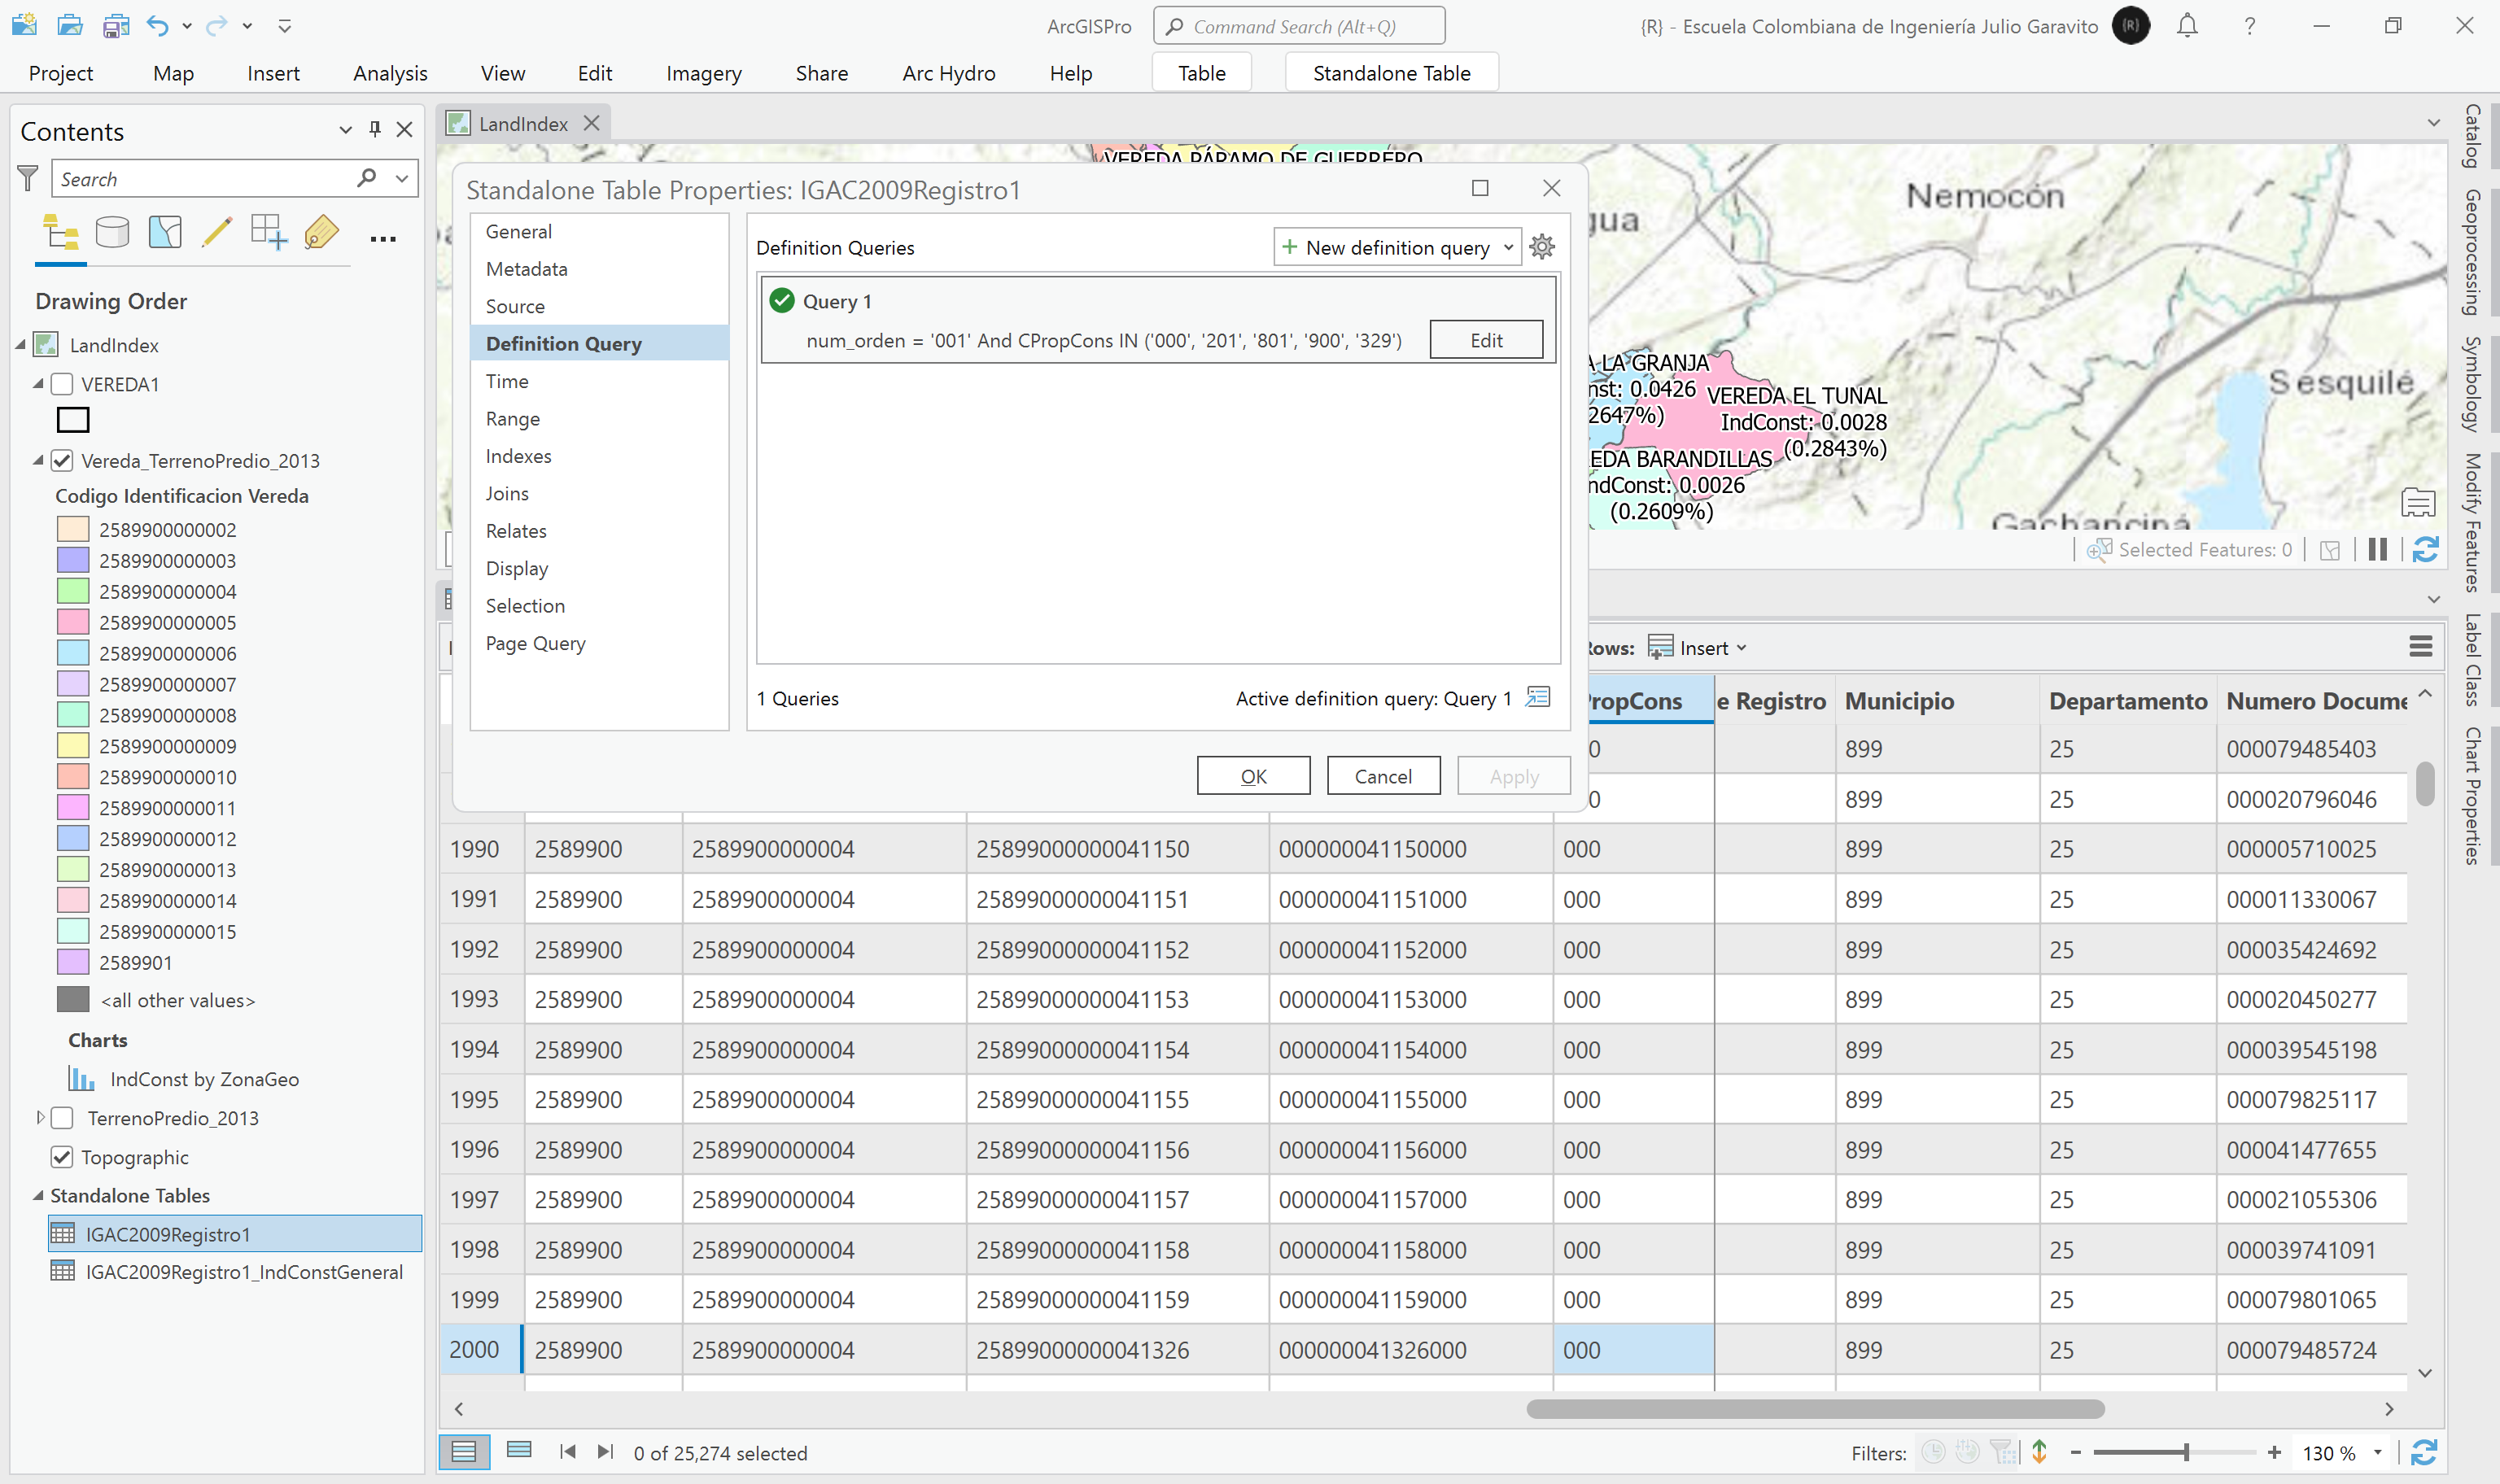 ArcGISPro
Command Search (Alt+Q)
{R} - Escuela Colombiana de Ingeniería Julio Garavito
{R}
?
Project
Map
Insert
Analysis
View
Edit
Imagery
Share
Arc Hydro
Help
Table
Standalone Table
Contents
Search
Drawing Order
LandIndex
VEREDA1
Vereda_TerrenoPredio_2013
Codigo Identificacion Vereda
2589900000002
2589900000003
2589900000004
2589900000005
2589900000006
2589900000007
2589900000008
2589900000009
2589900000010
2589900000011
2589900000012
2589900000013
2589900000014
2589900000015
2589901
<all other values>
Charts
IndConst by ZonaGeo
TerrenoPredio_2013
Topographic
Standalone Tables
IGAC2009Registro1
IGAC2009Registro1_IndConstGeneral
LandIndex
VEREDA PÁRAMO DE GUERRERO
Nemocón
Sesquilé
Gachancipá
A LA GRANJA
nst: 0.0426
2647%)
VEREDA EL TUNAL
IndConst: 0.0028
(0.2843%)
EDA BARANDILLAS
ndConst: 0.0026
(0.2609%)
Selected Features: 0
Standalone Table Properties: IGAC2009Registro1
General
Metadata
Source
Definition Query
Time
Range
Indexes
Joins
Relates
Display
Selection
Page Query
Definition Queries
New definition query
Query 1
num_orden = '001' And CPropCons IN ('000', '201', '801', '900', '329')
Edit
1 Queries
Active definition query: Query 1
OK
Cancel
Apply
Rows:
Insert
PropCons e Registro Municipio Departamento Numero Docume
0 899 25 000079485403
0 899 25 000020796046
1990 2589900 2589900000004 25899000000041150 000000041150000 000 899 25 000005710025
1991 2589900 2589900000004 25899000000041151 000000041151000 000 899 25 000011330067
1992 2589900 2589900000004 25899000000041152 000000041152000 000 899 25 000035424692
1993 2589900 2589900000004 25899000000041153 000000041153000 000 899 25 000020450277
1994 2589900 2589900000004 25899000000041154 000000041154000 000 899 25 000039545198
1995 2589900 2589900000004 25899000000041155 000000041155000 000 899 25 000079825117
1996 2589900 2589900000004 25899000000041156 000000041156000 000 899 25 000041477655
1997 2589900 2589900000004 25899000000041157 000000041157000 000 899 25 000021055306
1998 2589900 2589900000004 25899000000041158 000000041158000 000 899 25 000039741091
1999 2589900 2589900000004 25899000000041159 000000041159000 000 899 25 000079801065
2000 2589900 2589900000004 25899000000041326 000000041326000 000 899 25 000079485724
0 of 25,274 selected
Filters:
130 %
Catalog
Geoprocessing
Symbology
Modify Features
Label Class
Chart Properties